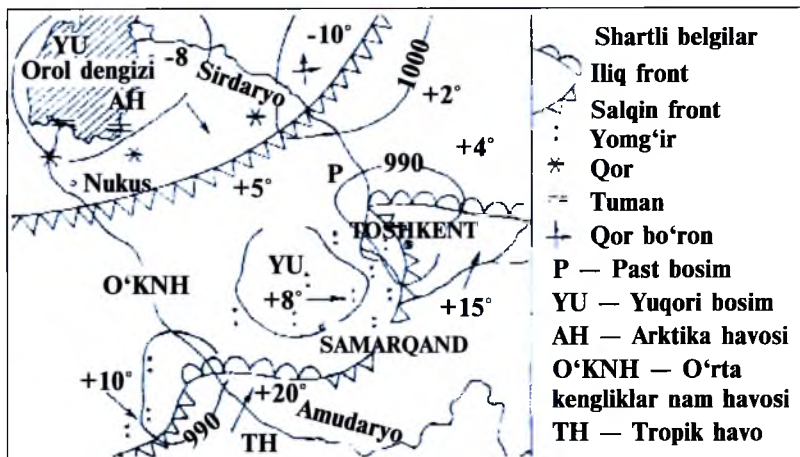 YU
Orol dengizi
AH
-8
Sirdaryo
-10°
1000
+2°
+4°
Nukus
+5°
P
990
TOSHKENT
YU
+8°
O‘KNH
+15°
SAMARQAND
+10°
+20°
990
TH
Amudaryo
Shartli belgilar
Iliq front
Salqin front
Yomg‘ir
Qor
Tuman
Qor bo‘ron
P — Past bosim
YU — Yuqori bosim
AH — Arktika havosi
O‘KNH — O‘rta
kengliklar nam havosi
TH — Tropik havo